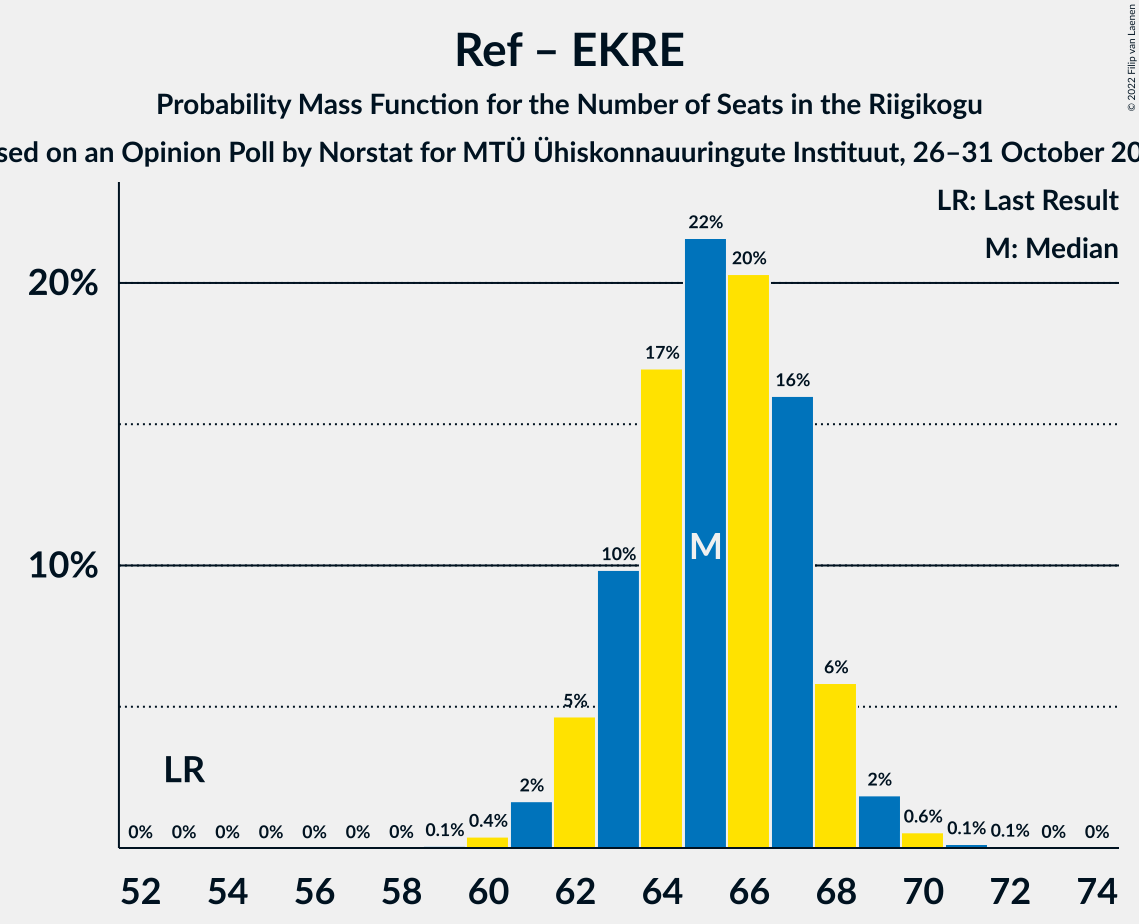 Ref – EKRE
Probability Mass Function for the Number of Seats in the Riigikogu
sed on an Opinion Poll by Norstat for MTÜ Ühiskonnauuringute Instituut, 26–31 October 20
© 2022 Filip van Laenen
LR: Last Result
M: Median
20%
10%
0% 0% 0% 0% 0% 0% 0% 0.1% 0.4% 2% 5% 10% 17% 22% 20% 16% 6% 2% 0.6% 0.1% 0.1% 0% 0%
LR
M
52 54 56 58 60 62 64 66 68 70 72 74